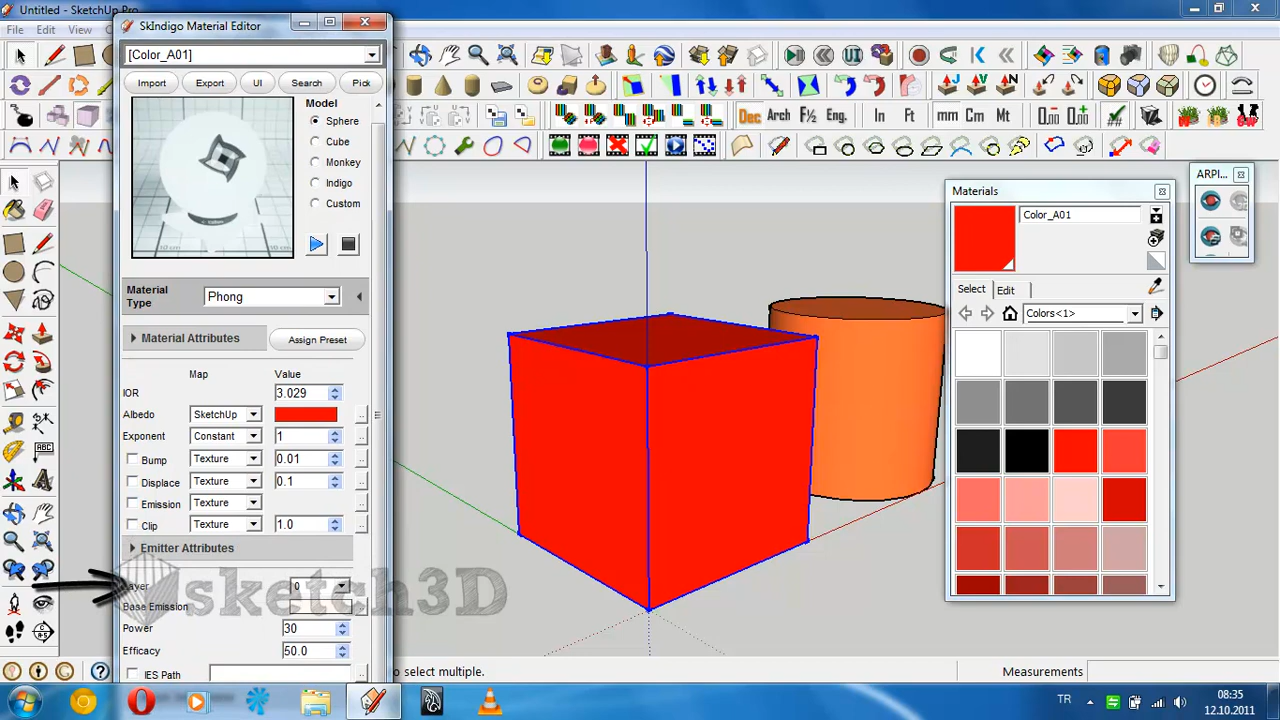 Untitled - SketchUp Pro
File
Edit
SkIndigo Material Editor
[Color_A01]
Import
Export
UI
Search
Pick
Model
Sphere
Cube
Monkey
Indigo
Custom
Material
Type
Phong
Material Attributes
Assign Preset
Map
Value
IOR
3.029
Albedo
SketchUp
..
Exponent
Constant
1
..
Bump
Texture
0.01
..
Displace
Texture
0.1
..
Emission
Texture
..
Clip
Texture
1.0
..
Emitter Attributes
0
Base Emission
Power
30
Efficacy
50.0
IES Path
..
sketch3D
Dec
Arch
F½
Eng.
In
Ft
mm
Cm
Mt
Materials
Color_A01
Select
Edit
Colors<1>
ARPI...
ABC
to select multiple.
Measurements
TR
08:35
12.10.2011